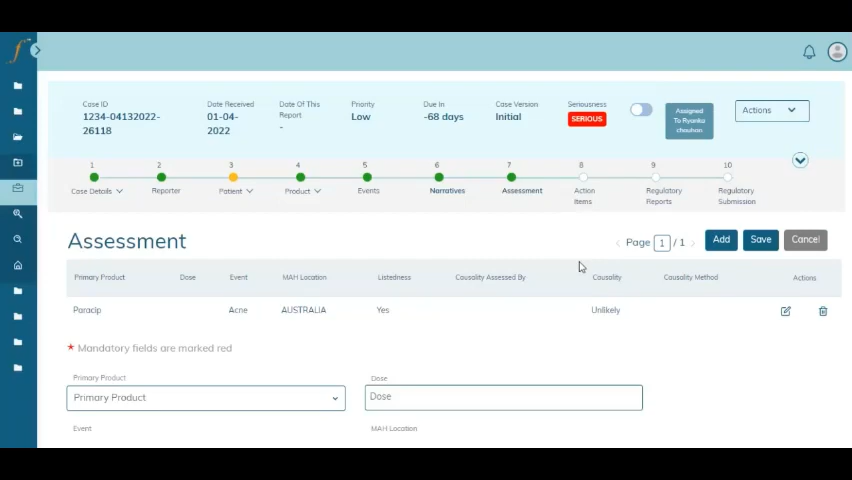 Case ID
1234-04132022-
26118
Date Received
01-04-
2022
Date Of This
Report
-
Priority
Low
Due In
-68 days
Case Version
Initial
Seriousness
SERIOUS
Assigned
To Ryanka
chouhan
Actions
1 2 3 4 5 6 7 8 9 10
Case Details Reporter Patient Product Events Narratives Assessment Action
Items
Regulatory
Reports
Regulatory
Submission
Assessment
Page 1 / 1
Add Save Cancel
Primary Product Dose Event MAH Location Listedness Causality Assessed By Causality Causality Method Actions
Paracip Acne AUSTRALIA Yes Unlikely
* Mandatory fields are marked red
Primary Product Dose
Primary Product Dose
Event MAH Location